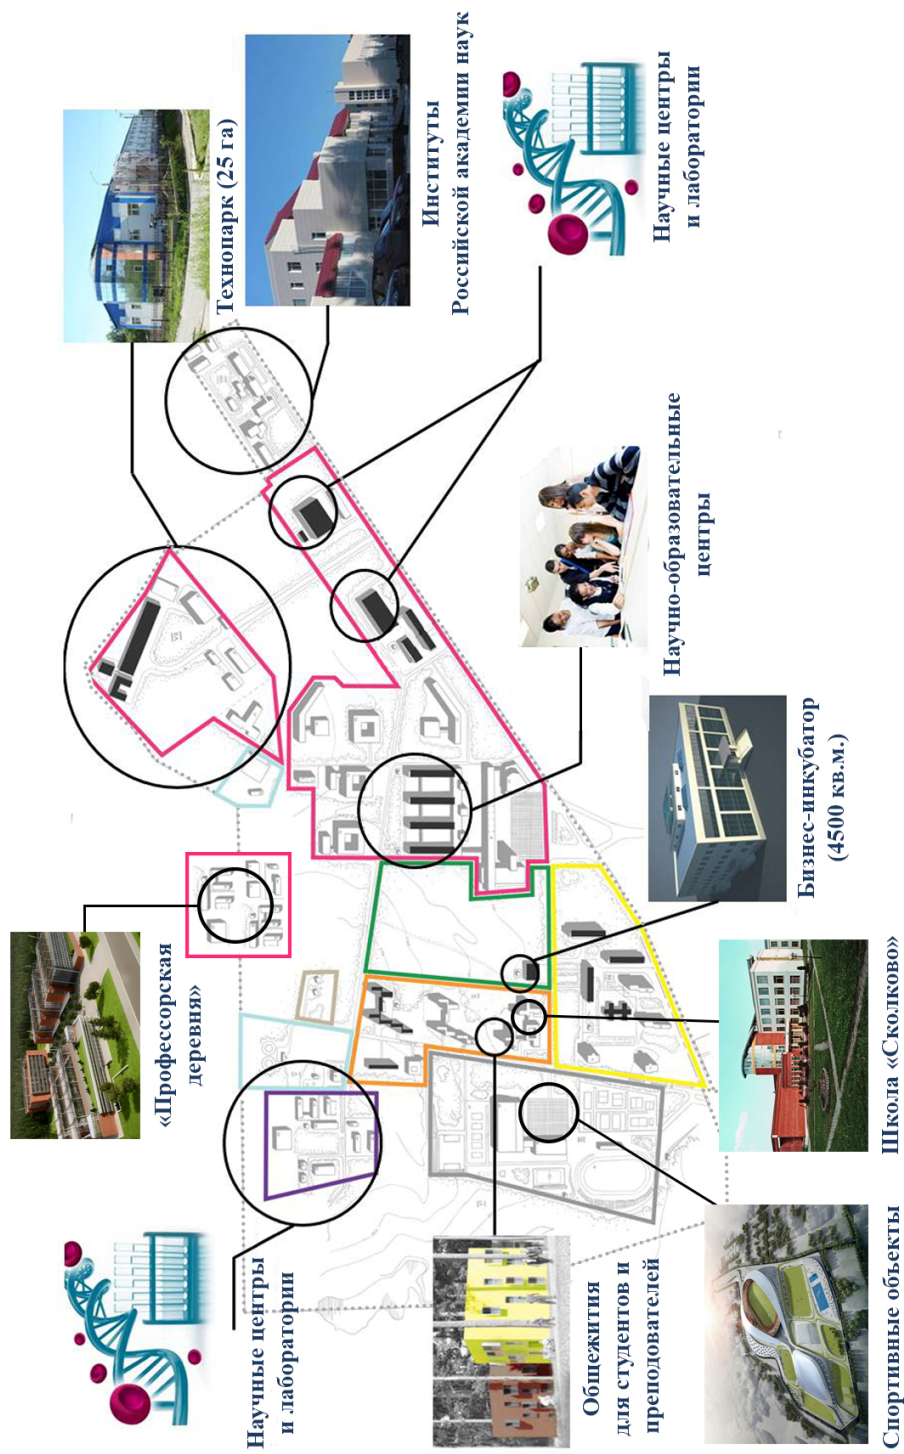 Технопарк (25 га)
Институты
Российской академии наук
Научные центры
и лаборатории
Научно-образовательные
центры
Бизнес-инкубатор
(4500 кв.м.)
«Профессорская
деревня»
Школа «Сколково»
Научные центры
и лаборатории
Общежития
для студентов и
преподователей
Спортивные объекты